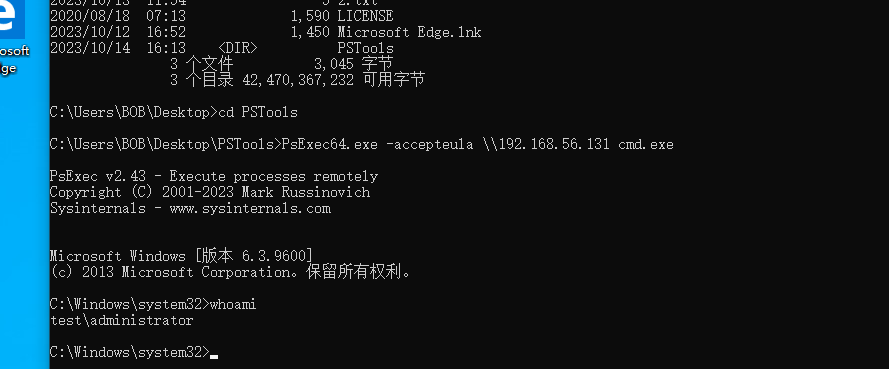 e
osoft
ge
2023/10/13  11:54                 5 2.txt
2020/08/18  07:13             1,590 LICENSE
2023/10/12  16:52             1,450 Microsoft Edge.lnk
2023/10/14  16:13    <DIR>          PSTools
               3 个文件          3,045 字节
               3 个目录 42,470,367,232 可用字节
C:\Users\BOB\Desktop>cd PSTools
C:\Users\BOB\Desktop\PSTools>PsExec64.exe -accepteula \\192.168.56.131 cmd.exe
PsExec v2.43 - Execute processes remotely
Copyright (C) 2001-2023 Mark Russinovich
Sysinternals - www.sysinternals.com
Microsoft Windows [版本 6.3.9600]
(c) 2013 Microsoft Corporation。保留所有权利。
C:\Windows\system32>whoami
test\administrator
C:\Windows\system32>